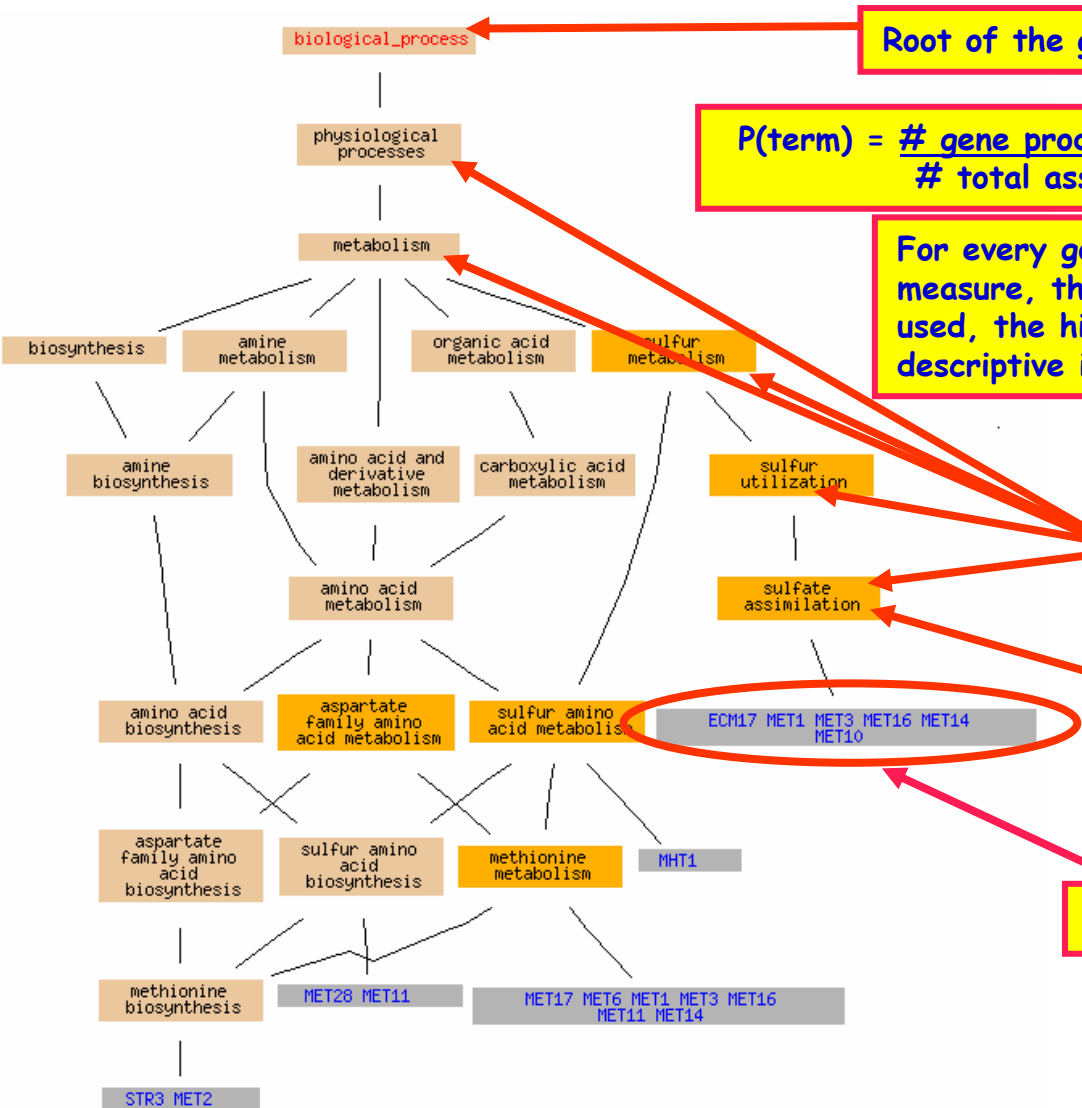 biological_process
Root of the g
physiological
processes
P(term) = # gene prod
# total ass
metabolism
For every ge
measure, th
used, the hi
descriptive i
biosynthesis
amine
metabolism
organic acid
metabolism
sulfur
metabolism
amine
biosynthesis
amino acid and
derivative
metabolism
carboxylic acid
metabolism
sulfur
utilization
amino acid
metabolism
sulfate
assimilation
amino acid
biosynthesis
aspartate
family amino
acid metabolism
sulfur amino
acid metabolism
ECM17 MET1 MET3 MET16 MET14
MET10
aspartate
family amino
acid
biosynthesis
sulfur amino
acid
biosynthesis
methionine
metabolism
MHT1
methionine
biosynthesis
MET28 MET11
MET17 MET6 MET1 MET3 MET16
MET11 MET14
STR3 MET2